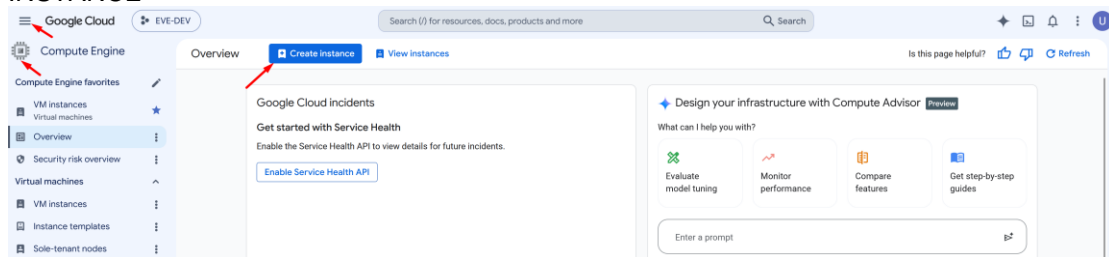 INSTANCE
Google Cloud
EVE-DEV
Search (/) for resources, docs, products and more
Search
U
Compute Engine
Overview
Create instance
View instances
Is this page helpful?
Refresh
Compute Engine favorites
VM instances
Virtual machines
Overview
Security risk overview
Virtual machines
VM instances
Instance templates
Sole-tenant nodes
Google Cloud incidents
Get started with Service Health
Enable the Service Health API to view details for future incidents.
Enable Service Health API
Design your infrastructure with Compute Advisor Preview
What can I help you with?
Evaluate
model tuning
Monitor
performance
Compare
features
Get step-by-step
guides
Enter a prompt